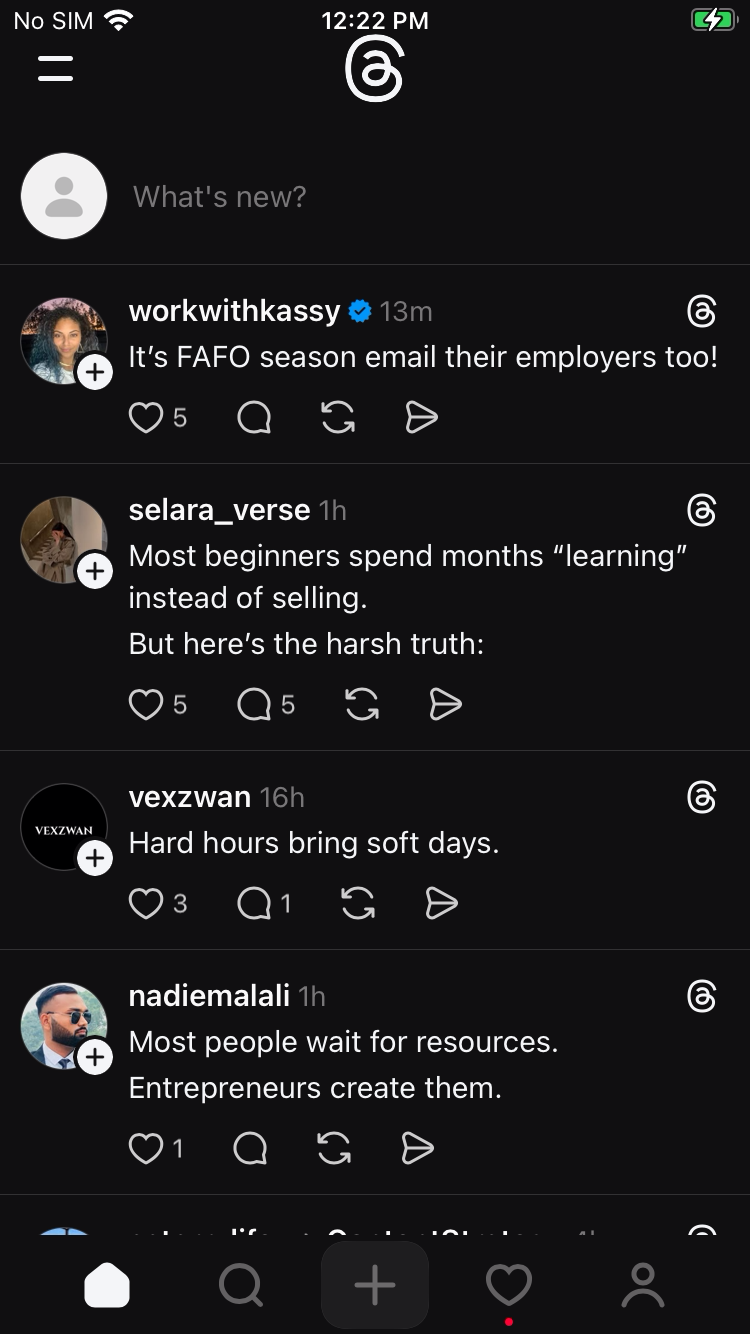 No SIM 12:22 PM
What's new?
workwithkassy 13m
It’s FAFO season email their employers too!
5
selara_verse 1h
Most beginners spend months “learning”
instead of selling.
But here’s the harsh truth:
5 5
VEXZWAN
vexzwan 16h
Hard hours bring soft days.
3 1
nadiemalali 1h
Most people wait for resources.
Entrepreneurs create them.
1